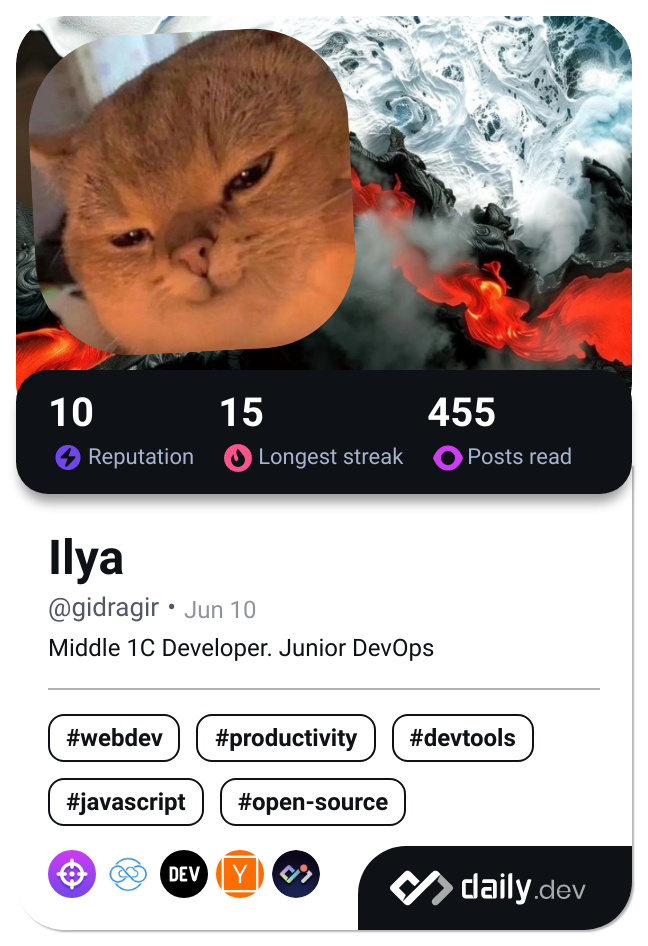 10 15 455
Reputation Longest streak Posts read
Ilya
@gidragir • Jun 10
Middle 1C Developer. Junior DevOps
#webdev #productivity #devtools
#javascript #open-source
DEV Y daily.dev